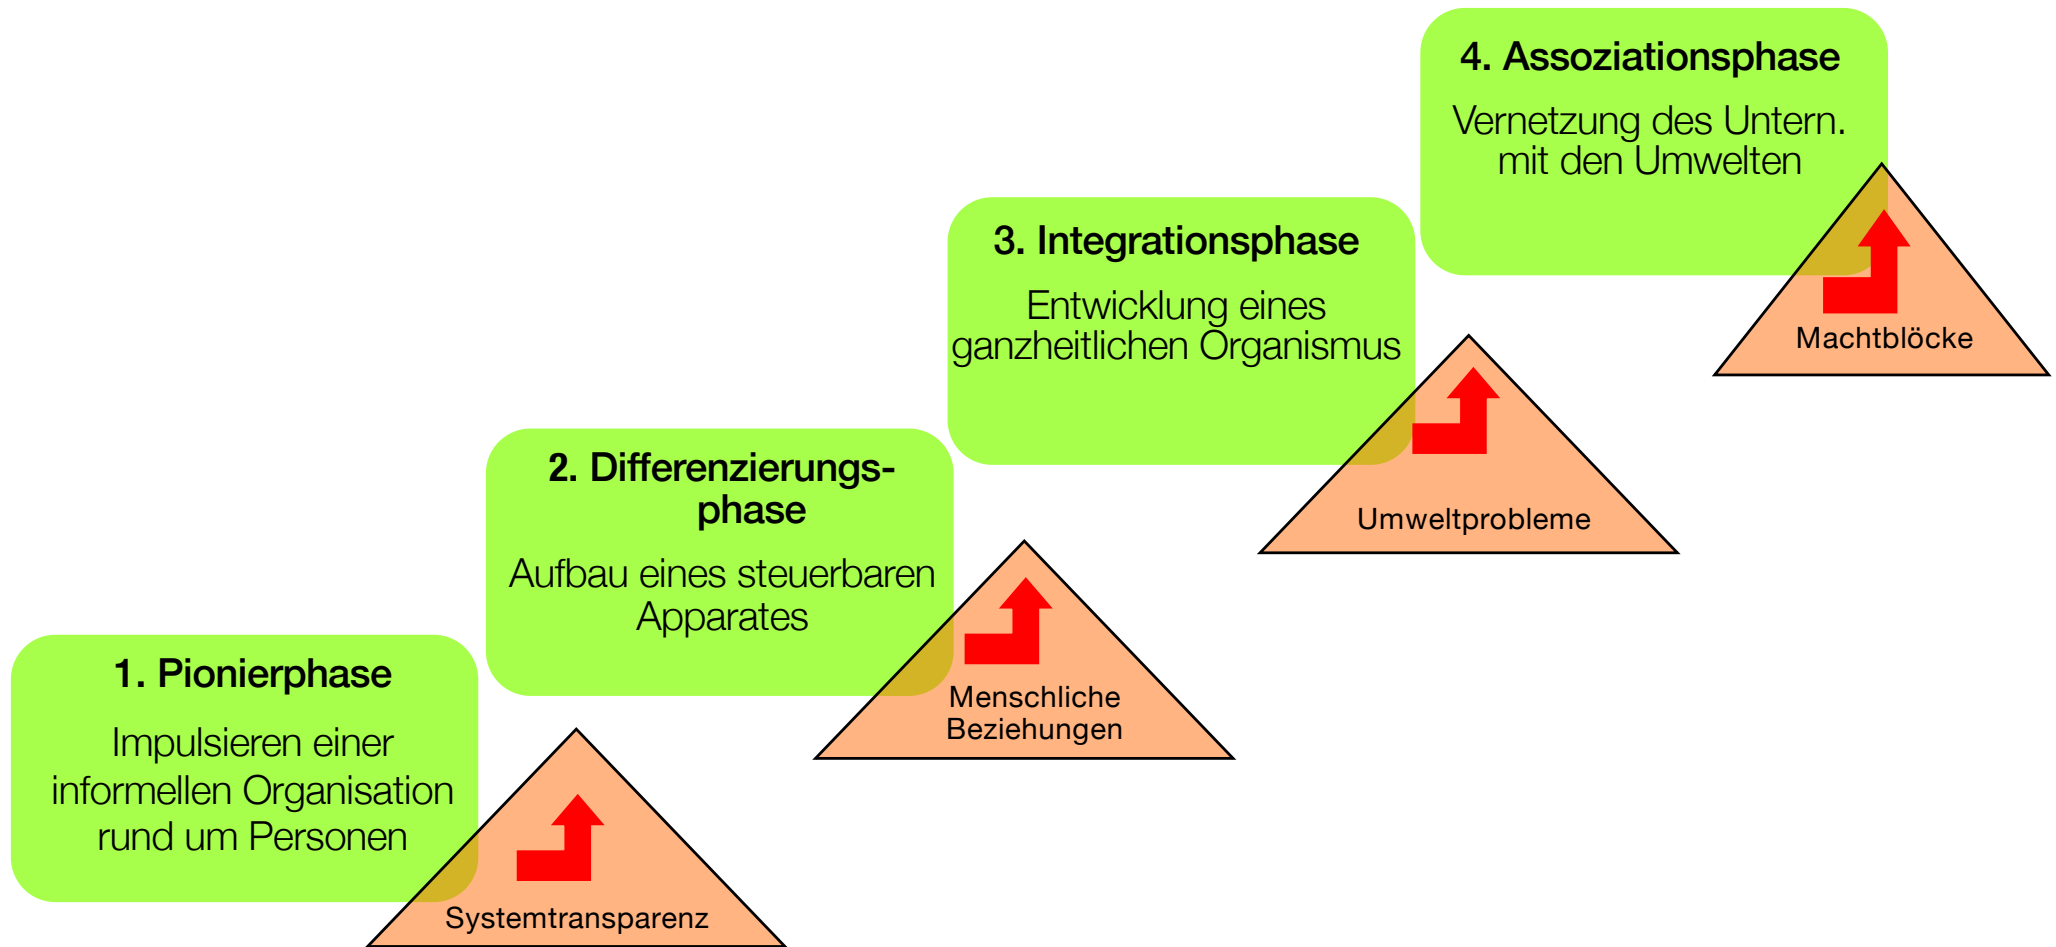 4. Assoziationsphase
Vernetzung des Untern.
mit den Umwelten
Machtblöcke
3. Integrationsphase
Entwicklung eines
ganzheitlichen Organismus
Umweltprobleme
2. Differenzierungs-
phase
Aufbau eines steuerbaren
Apparates
Menschliche
Beziehungen
1. Pionierphase
Impulsieren einer
informellen Organisation
rund um Personen
Systemtransparenz